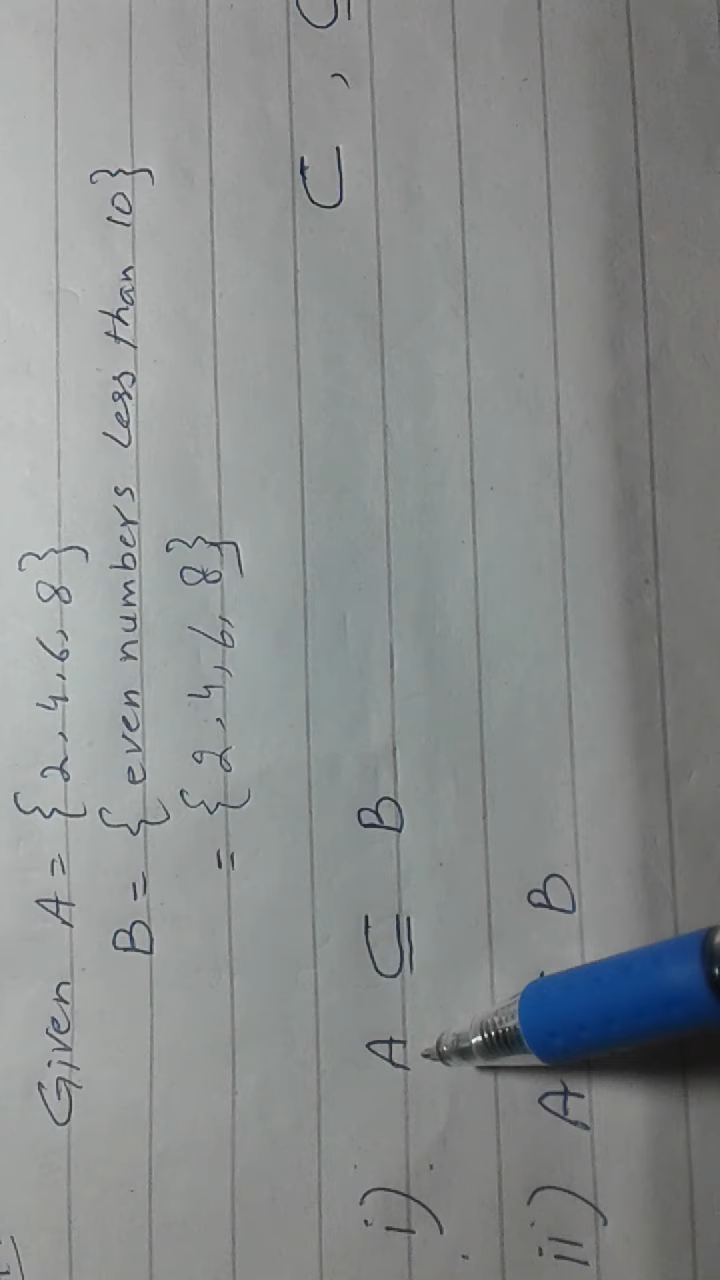 Given A = {2, 4, 6, 8}
B = {even numbers less than 10}
= {2, 4, 6, 8}
⊂, ⊆
i) A ⊆ B
ii) A B